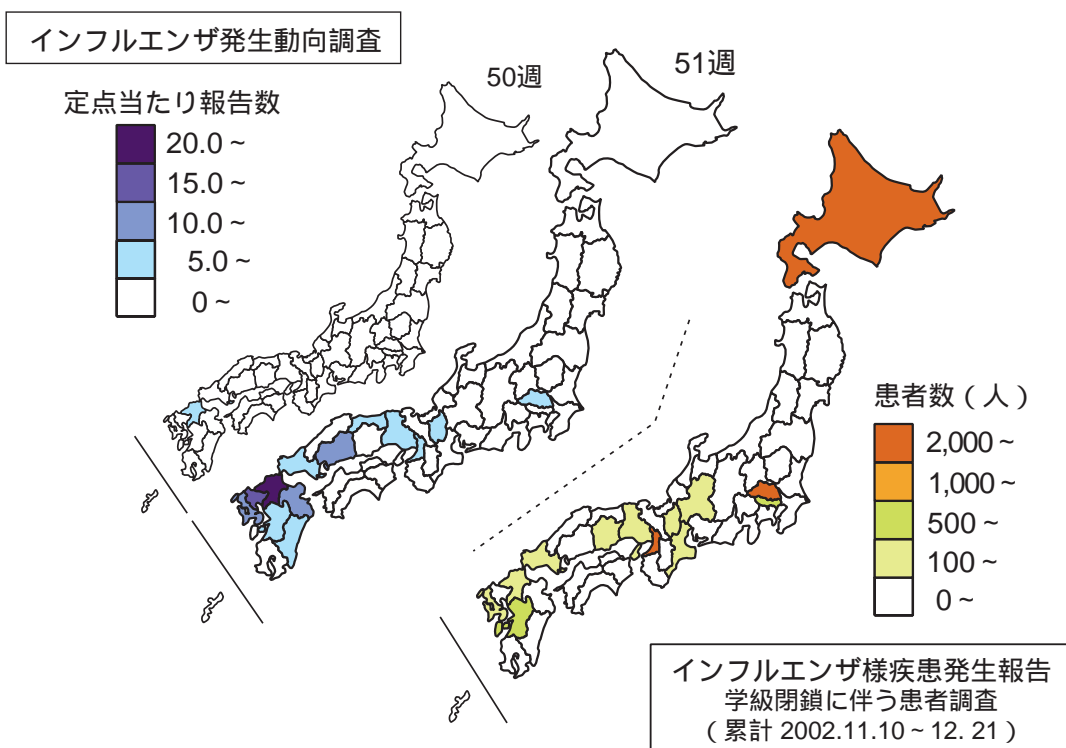 インフルエンザ発生動向調査
定点当たり報告数
20.0~
15.0~
10.0~
5.0~
0~
50週
51週
患者数(人)
2,000~
1,000~
500~
100~
0~
インフルエンザ様疾患発生報告
学級閉鎖に伴う患者調査
(累計 2002.11.10~12. 21)